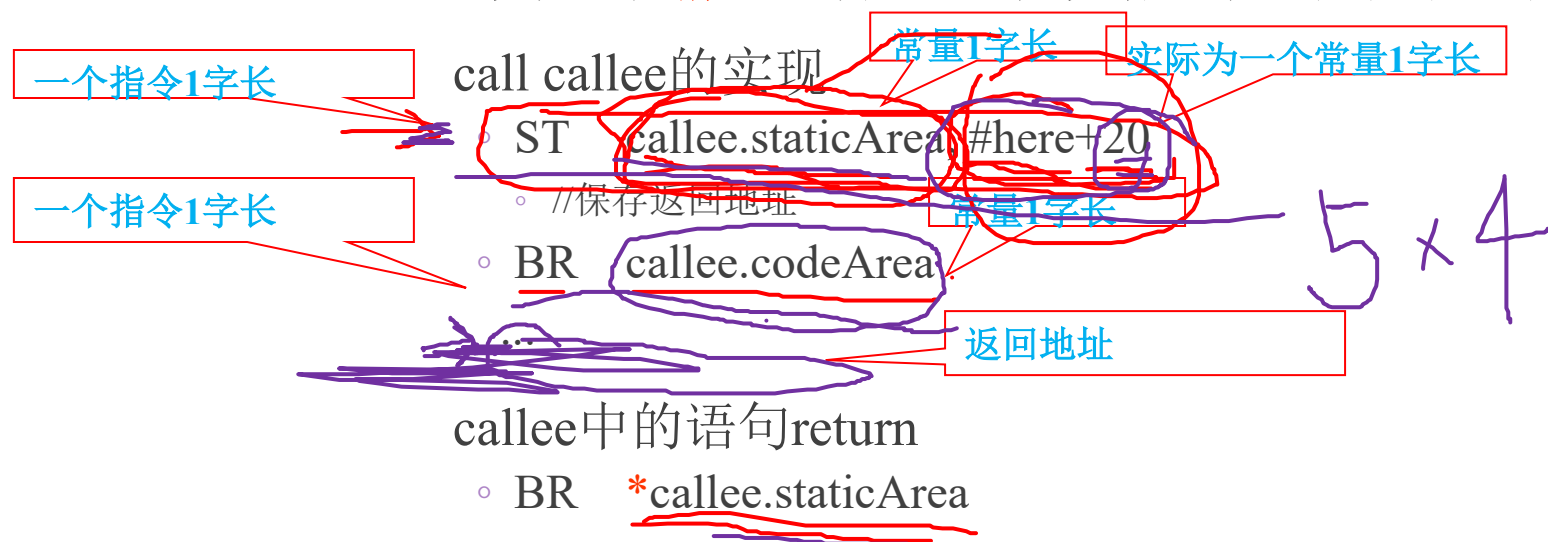 常量1字长
实际为一个常量1字长
一个指令1字长
call callee的实现
ST callee.staticArea, #here+20
//保存返回地址
一个指令1字长
常量1字长
BR callee.codeArea
5×4
...
返回地址
callee中的语句return
BR *callee.staticArea